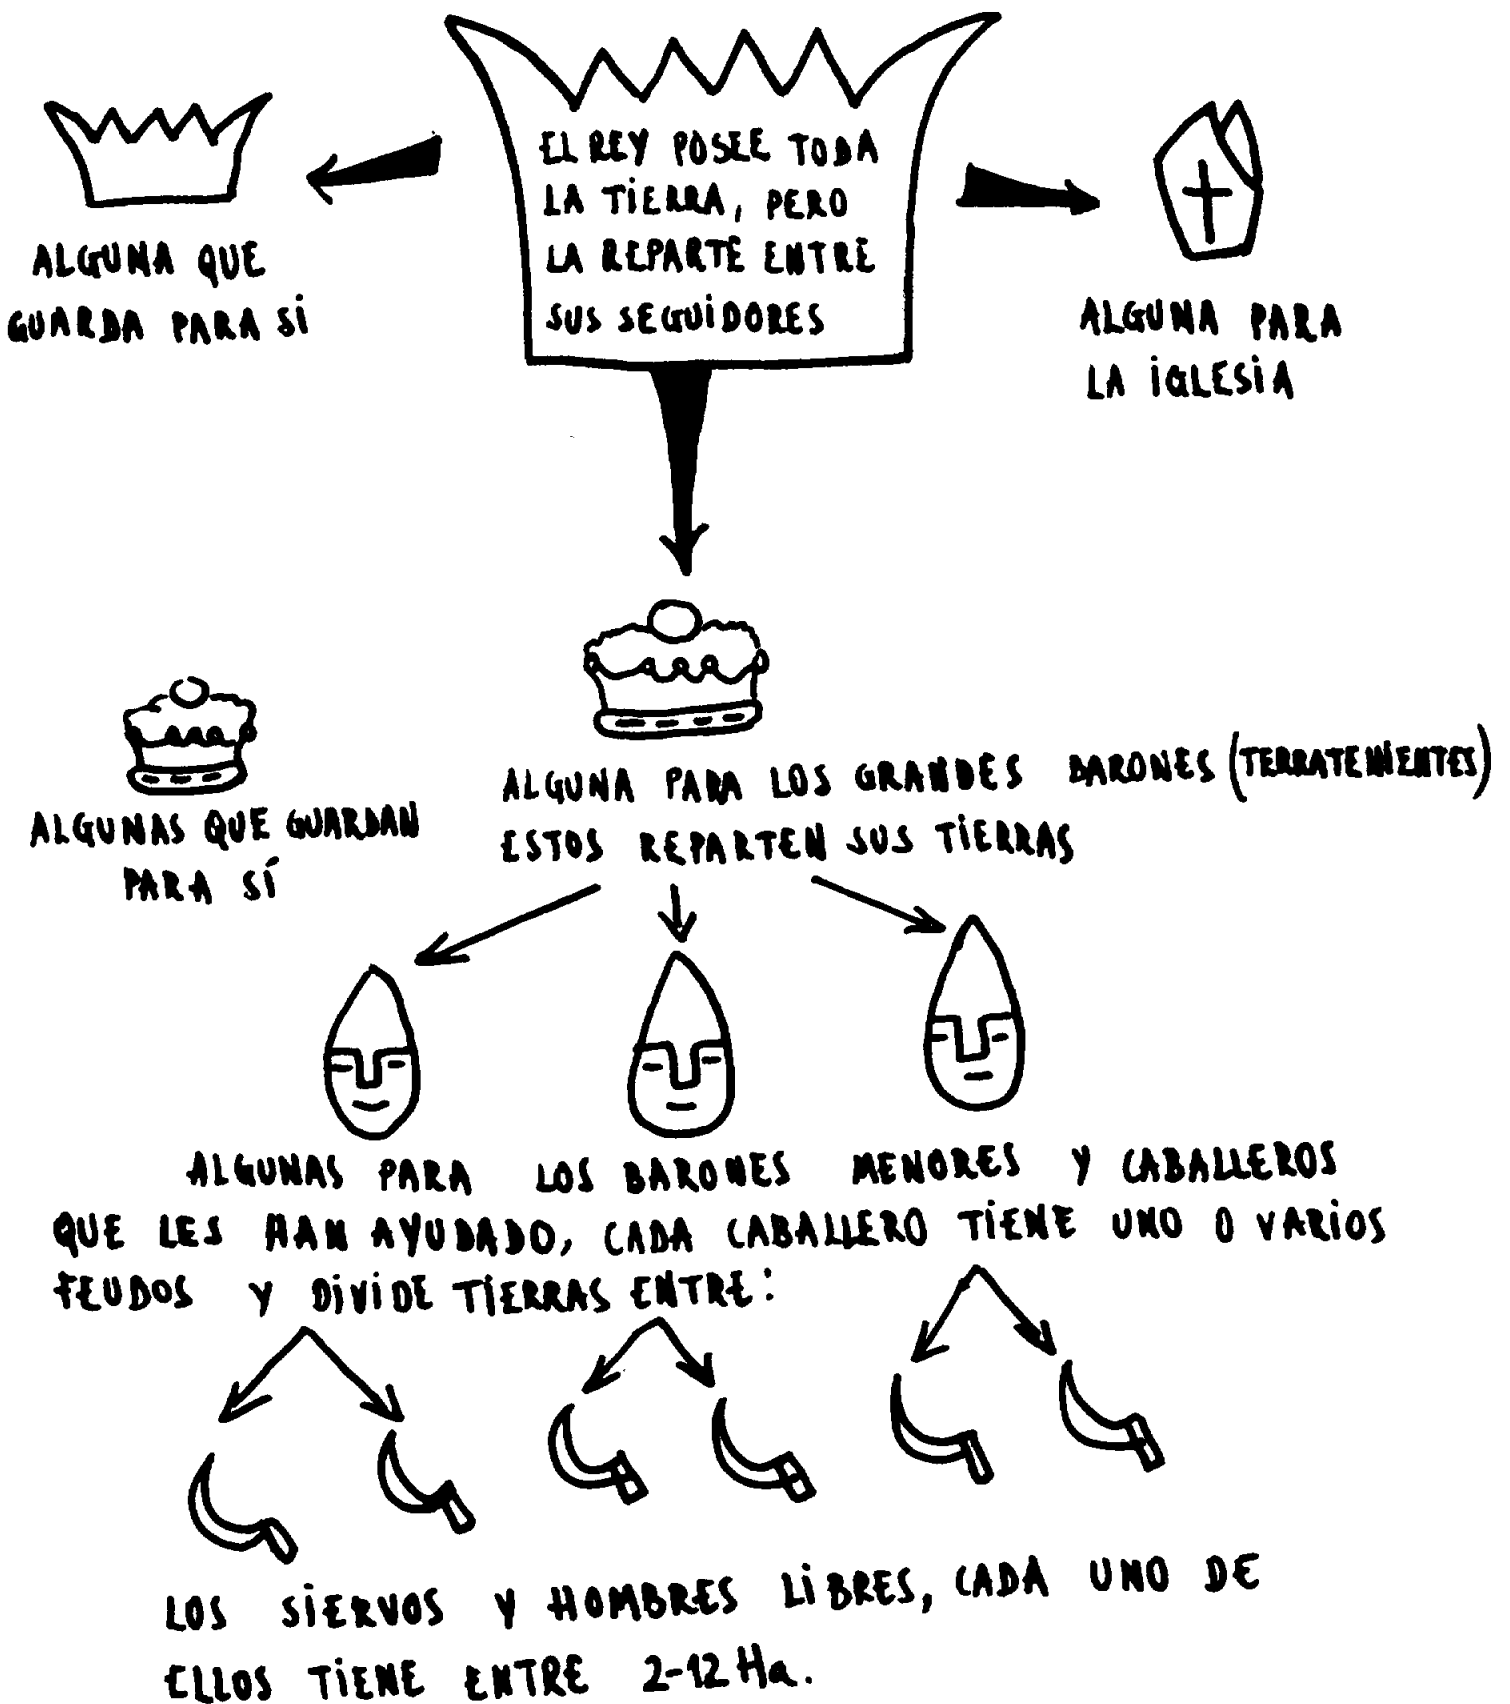 EL REY POSEE TODA
LA TIERRA, PERO
LA REPARTE ENTRE
SUS SEGUIDORES
ALGUNA QUE
GUARDA PARA SÍ
ALGUNA PARA
LA IGLESIA
ALGUNAS QUE GUARDAN
PARA SÍ
ALGUNA PARA LOS GRANDES BARONES (TERRATENIENTES)
ESTOS REPARTEN SUS TIERRAS
ALGUNAS PARA LOS BARONES MENORES Y CABALLEROS
QUE LES HAN AYUDADO, CADA CABALLERO TIENE UNO O VARIOS
FEUDOS Y DIVIDE TIERRAS ENTRE:
LOS SIERVOS Y HOMBRES LIBRES, CADA UNO DE
ELLOS TIENE ENTRE 2-12 Ha.